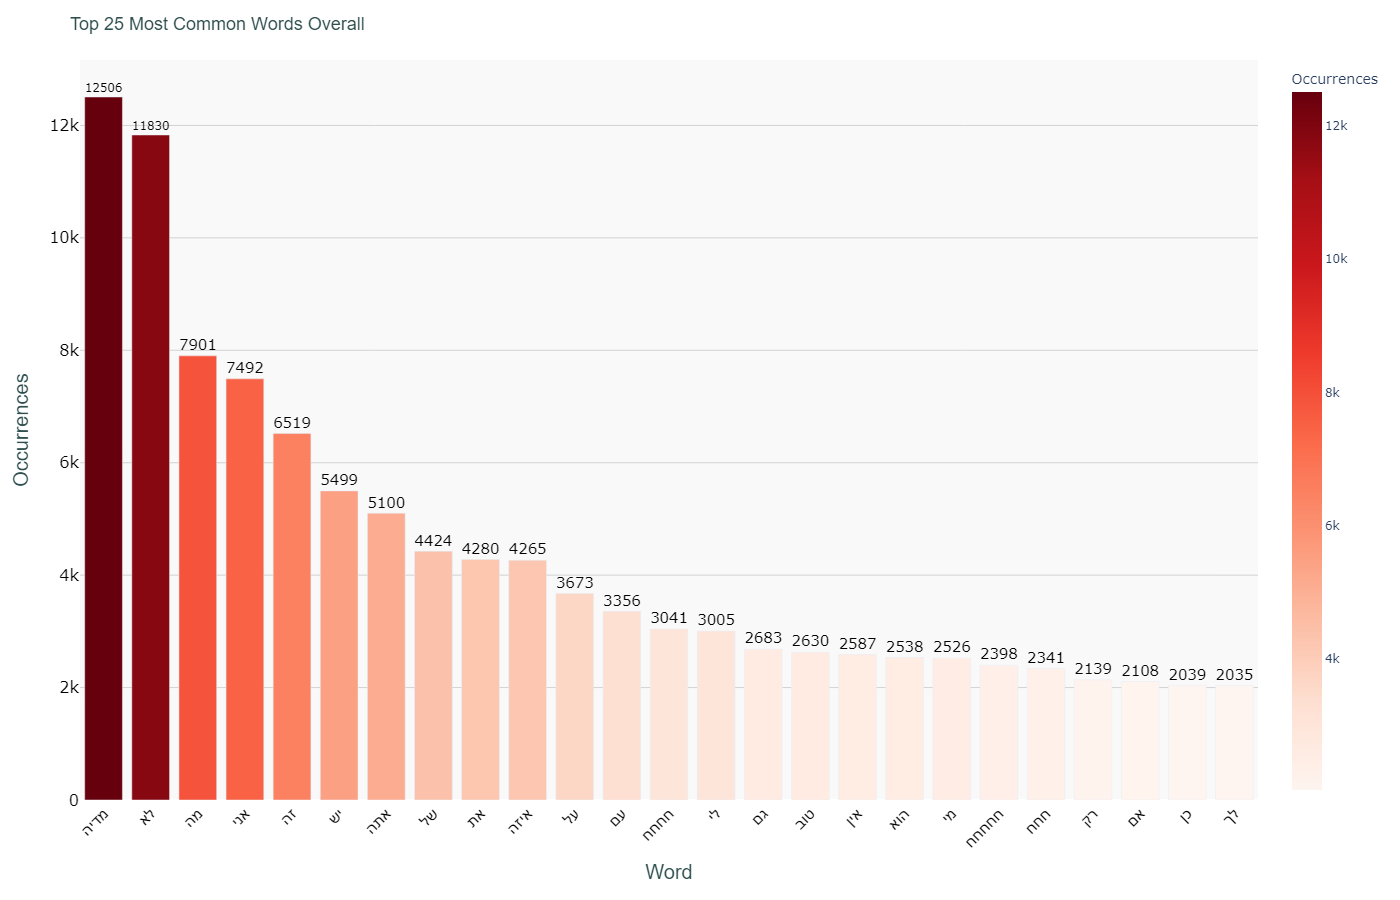 Top 25 Most Common Words Overall
Occurrences
12506
11830
7901
7492
6519
5499
5100
4424
4280
4265
3673
3356
3041
3005
2683
2630
2587
2538
2526
2398
2341
2139
2108
2039
2035
12k
10k
8k
6k
4k
2k
0
Occurrences
12k
10k
8k
6k
4k
מדיה
לא
מה
אני
זה
יש
אתה
של
את
איזה
על
עם
חחחח
לי
גם
טוב
אין
הוא
מי
חחחחח
חחח
רק
אם
כן
לך
Word